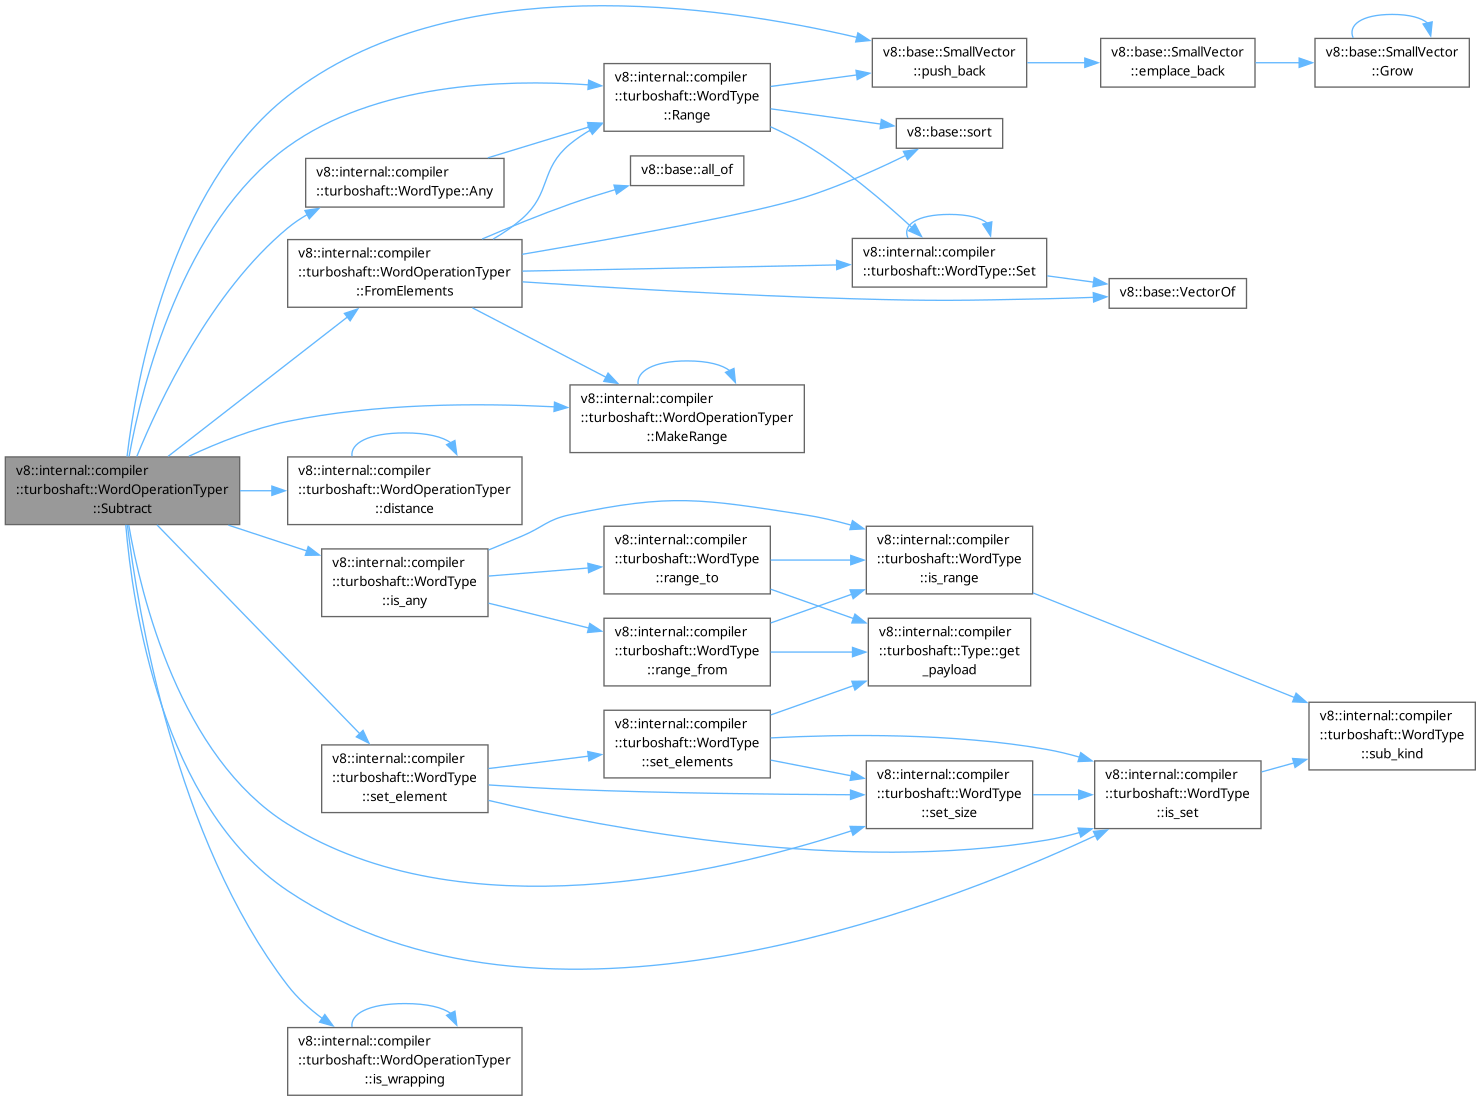 v8::internal::compiler
::turboshaft::WordOperationTyper
::Subtract
v8::base::SmallVector
::push_back
v8::base::SmallVector
::emplace_back
v8::base::SmallVector
::Grow
v8::internal::compiler
::turboshaft::WordType
::Range
v8::base::sort
v8::base::all_of
v8::internal::compiler
::turboshaft::WordType::Any
v8::internal::compiler
::turboshaft::WordOperationTyper
::FromElements
v8::internal::compiler
::turboshaft::WordType::Set
v8::base::VectorOf
v8::internal::compiler
::turboshaft::WordOperationTyper
::MakeRange
v8::internal::compiler
::turboshaft::WordOperationTyper
::distance
v8::internal::compiler
::turboshaft::WordType
::is_any
v8::internal::compiler
::turboshaft::WordType
::range_to
v8::internal::compiler
::turboshaft::WordType
::is_range
v8::internal::compiler
::turboshaft::WordType
::range_from
v8::internal::compiler
::turboshaft::Type::get
_payload
v8::internal::compiler
::turboshaft::WordType
::sub_kind
v8::internal::compiler
::turboshaft::WordType
::set_element
v8::internal::compiler
::turboshaft::WordType
::set_elements
v8::internal::compiler
::turboshaft::WordType
::set_size
v8::internal::compiler
::turboshaft::WordType
::is_set
v8::internal::compiler
::turboshaft::WordOperationTyper
::is_wrapping